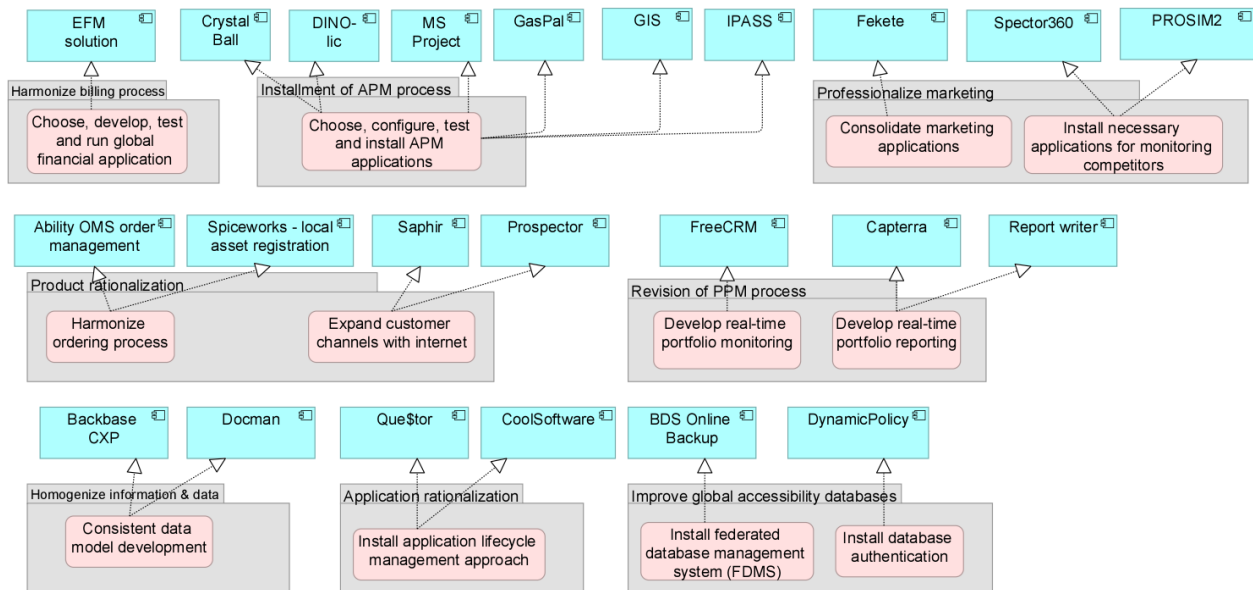 EFM
solution
Crystal
Ball
DINO-
lic
MS
Project
GasPal
GIS
IPASS
Fekete
Spector360
PROSIM2
Harmonize billing process
Choose, develop, test
and run global
financial application
Installment of APM process
Choose, configure, test
and install APM
applications
Professionalize marketing
Consolidate marketing
applications
Install necessary
applications for monitoring
competitors
Ability OMS order
management
Spiceworks - local
asset registration
Saphir
Prospector
FreeCRM
Capterra
Report writer
Product rationalization
Harmonize
ordering process
Expand customer
channels with internet
Revision of PPM process
Develop real-time
portfolio monitoring
Develop real-time
portfolio reporting
Backbase
CXP
Docman
Que$tor
CoolSoftware
BDS Online
Backup
DynamicPolicy
Homogenize information & data
Consistent data
model development
Application rationalization
Install application lifecycle
management approach
Improve global accessibility databases
Install federated
database management
system (FDMS)
Install database
authentication